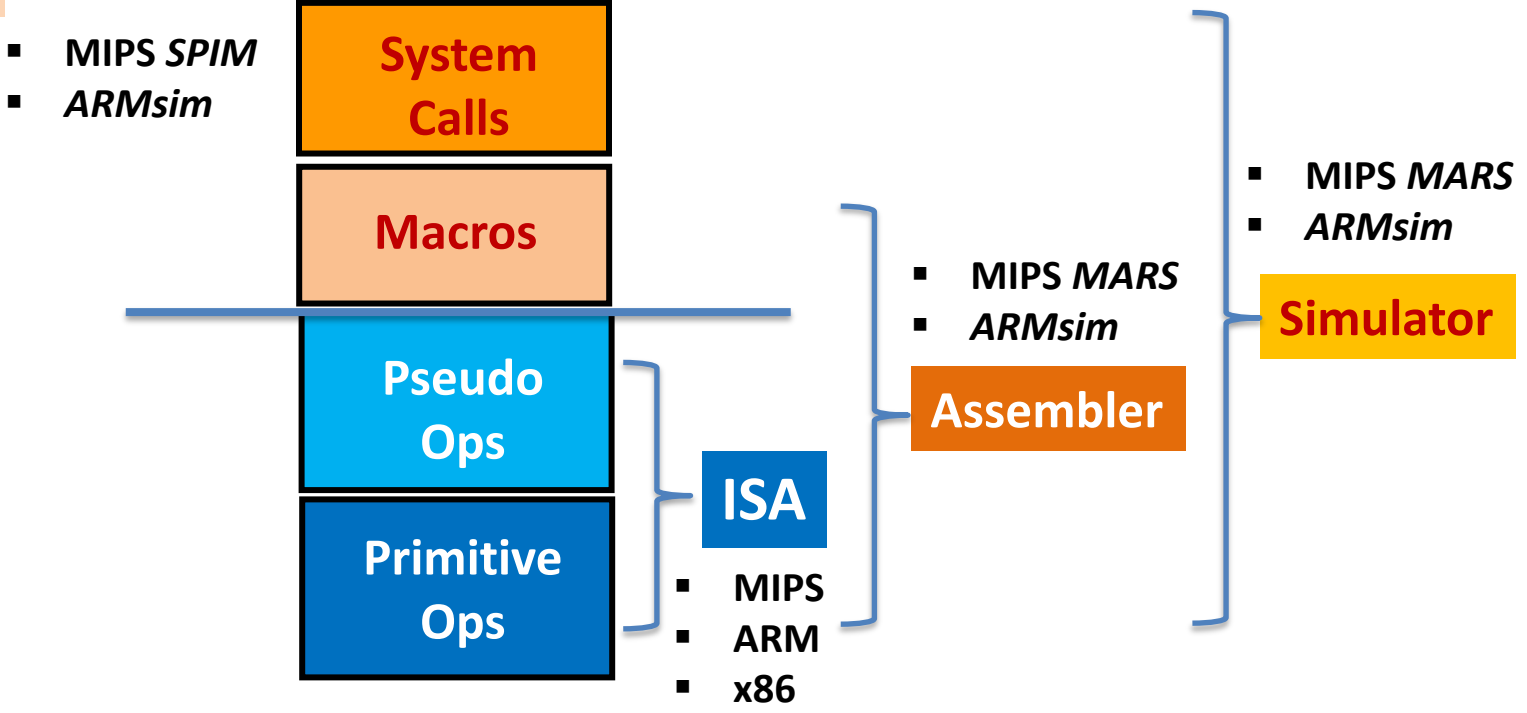 ▪ MIPS SPIM
▪ ARMsim
System
Calls
Macros
Pseudo
Ops
Primitive
Ops
ISA
▪ MIPS
▪ ARM
▪ x86
▪ MIPS MARS
▪ ARMsim
Assembler
▪ MIPS MARS
▪ ARMsim
Simulator